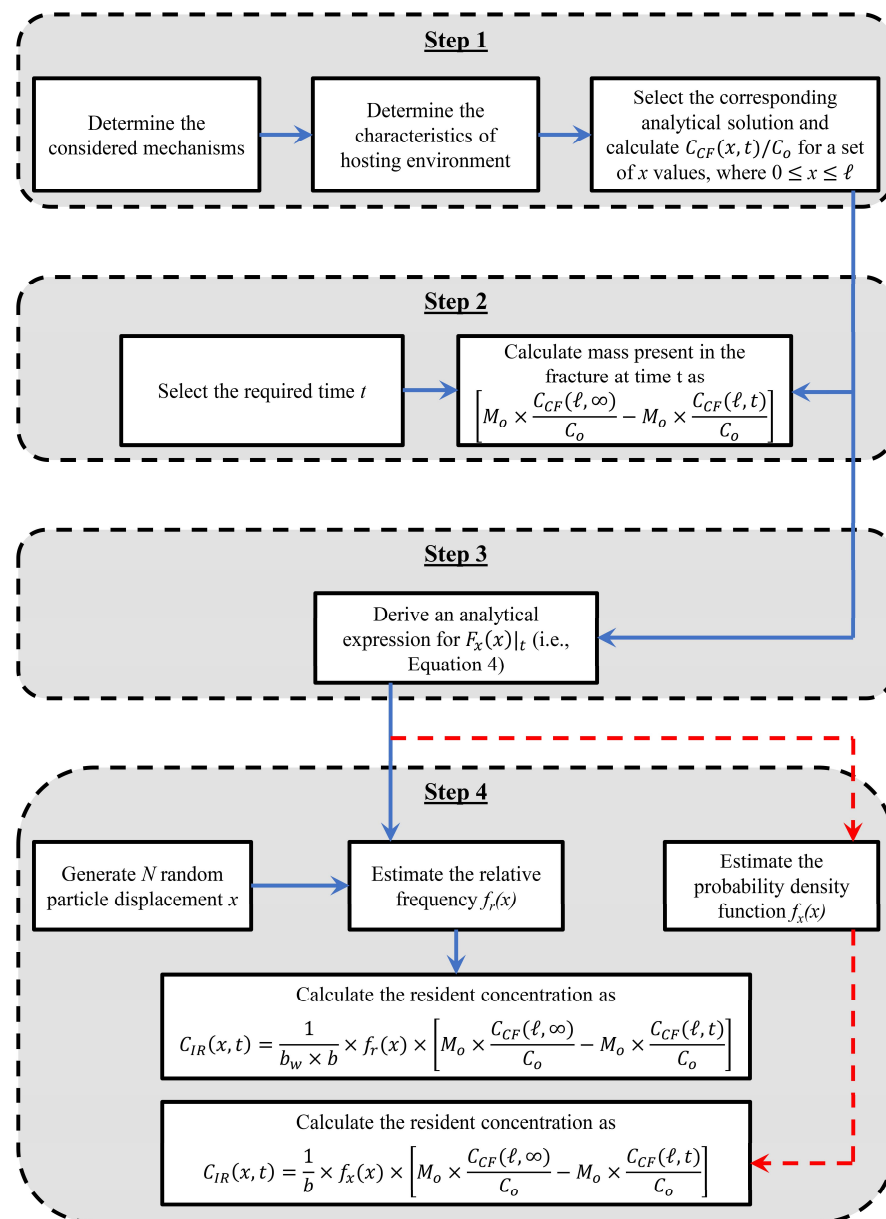 Step 1
Determine the
considered mechanisms
Determine the
characteristics of
hosting environment
Select the corresponding
analytical solution and
calculate C_CF(x, t)/C_o for a set
of x values, where 0 ≤ x ≤ ℓ
Step 2
Select the required time t
Calculate mass present in the
fracture at time t as
[M_o × C_CF(ℓ, ∞)/C_o − M_o × C_CF(ℓ, t)/C_o]
Step 3
Derive an analytical
expression for F_x(x)|_t (i.e.,
Equation 4)
Step 4
Generate N random
particle displacement x
Estimate the relative
frequency f_r(x)
Estimate the
probability density
function f_x(x)
Calculate the resident concentration as
C_IR(x, t) = 1/(b_w × b) × f_r(x) × [M_o × C_CF(ℓ, ∞)/C_o − M_o × C_CF(ℓ, t)/C_o]
Calculate the resident concentration as
C_IR(x, t) = 1/b × f_x(x) × [M_o × C_CF(ℓ, ∞)/C_o − M_o × C_CF(ℓ, t)/C_o]